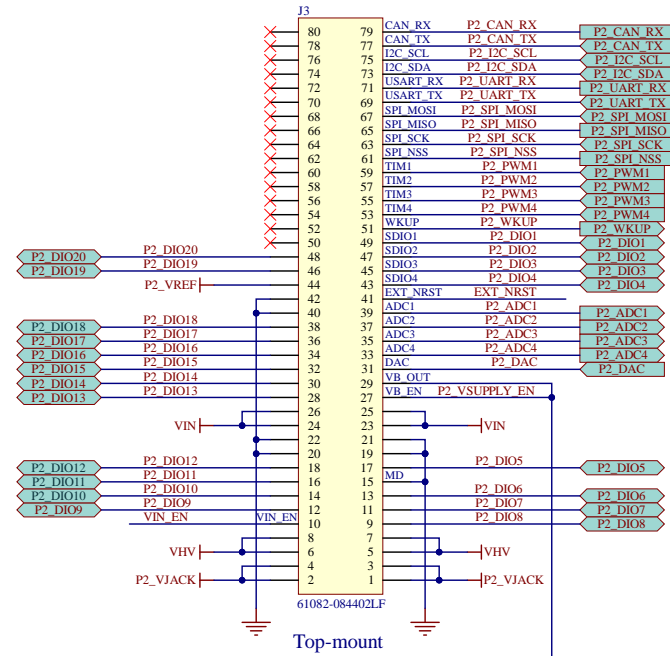 J3
80 79 CAN_RX P2_CAN_RX P2_CAN_RX
78 77 CAN_TX P2_CAN_TX P2_CAN_TX
76 75 I2C_SCL P2_I2C_SCL P2_I2C_SCL
74 73 I2C_SDA P2_I2C_SDA P2_I2C_SDA
72 71 USART_RX P2_UART_RX P2_UART_RX
70 69 USART_TX P2_UART_TX P2_UART_TX
68 67 SPI_MOSI P2_SPI_MOSI P2_SPI_MOSI
66 65 SPI_MISO P2_SPI_MISO P2_SPI_MISO
64 63 SPI_SCK P2_SPI_SCK P2_SPI_SCK
62 61 SPI_NSS P2_SPI_NSS P2_SPI_NSS
60 59 TIM1 P2_PWM1 P2_PWM1
58 57 TIM2 P2_PWM2 P2_PWM2
56 55 TIM3 P2_PWM3 P2_PWM3
54 53 TIM4 P2_PWM4 P2_PWM4
52 51 WKUP P2_WKUP P2_WKUP
50 49 SDIO1 P2_DIO1 P2_DIO1
P2_DIO20 P2_DIO20 48 47 SDIO2 P2_DIO2 P2_DIO2
P2_DIO19 P2_DIO19 46 45 SDIO3 P2_DIO3 P2_DIO3
P2_VREF 44 43 SDIO4 P2_DIO4 P2_DIO4
42 41 EXT_NRST EXT_NRST
40 39 ADC1 P2_ADC1 P2_ADC1
P2_DIO18 P2_DIO18 38 37 ADC2 P2_ADC2 P2_ADC2
P2_DIO17 P2_DIO17 36 35 ADC3 P2_ADC3 P2_ADC3
P2_DIO16 P2_DIO16 34 33 ADC4 P2_ADC4 P2_ADC4
P2_DIO15 P2_DIO15 32 31 DAC P2_DAC P2_DAC
P2_DIO14 P2_DIO14 30 29 VB_OUT
P2_DIO13 P2_DIO13 28 27 VB_EN P2_VSUPPLY_EN
26 25
VIN 24 23 VIN
22 21
20 19
P2_DIO12 P2_DIO12 18 17 P2_DIO5 P2_DIO5
P2_DIO11 P2_DIO11 16 15 MD
P2_DIO10 P2_DIO10 14 13 P2_DIO6 P2_DIO6
P2_DIO9 P2_DIO9 12 11 P2_DIO7 P2_DIO7
VIN_EN VIN_EN 10 9 P2_DIO8 P2_DIO8
8 7
VHV 6 5 VHV
4 3
P2_VJACK 2 1 P2_VJACK
61082-084402LF
Top-mount